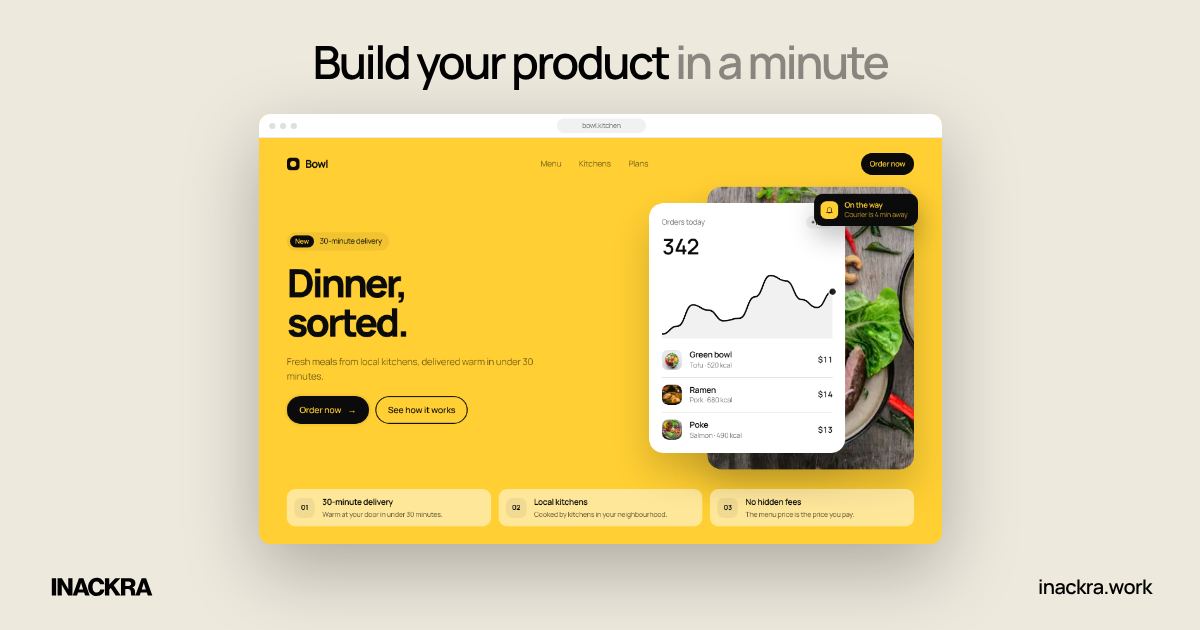 Build your product in a minute
bowl.kitchen
Bowl
Menu Kitchens Plans
Order now
New 30-minute delivery
Dinner,
sorted.
Fresh meals from local kitchens, delivered warm in under 30
minutes.
Order now →
See how it works
On the way
Courier is 4 min away
Orders today
342
Green bowl
Tofu · 520 kcal
$11
Ramen
Pork · 680 kcal
$14
Poke
Salmon · 490 kcal
$13
01
30-minute delivery
Warm at your door in under 30 minutes.
02
Local kitchens
Cooked by kitchens in your neighbourhood.
03
No hidden fees
The menu price is the price you pay.
INACKRA
inackra.work